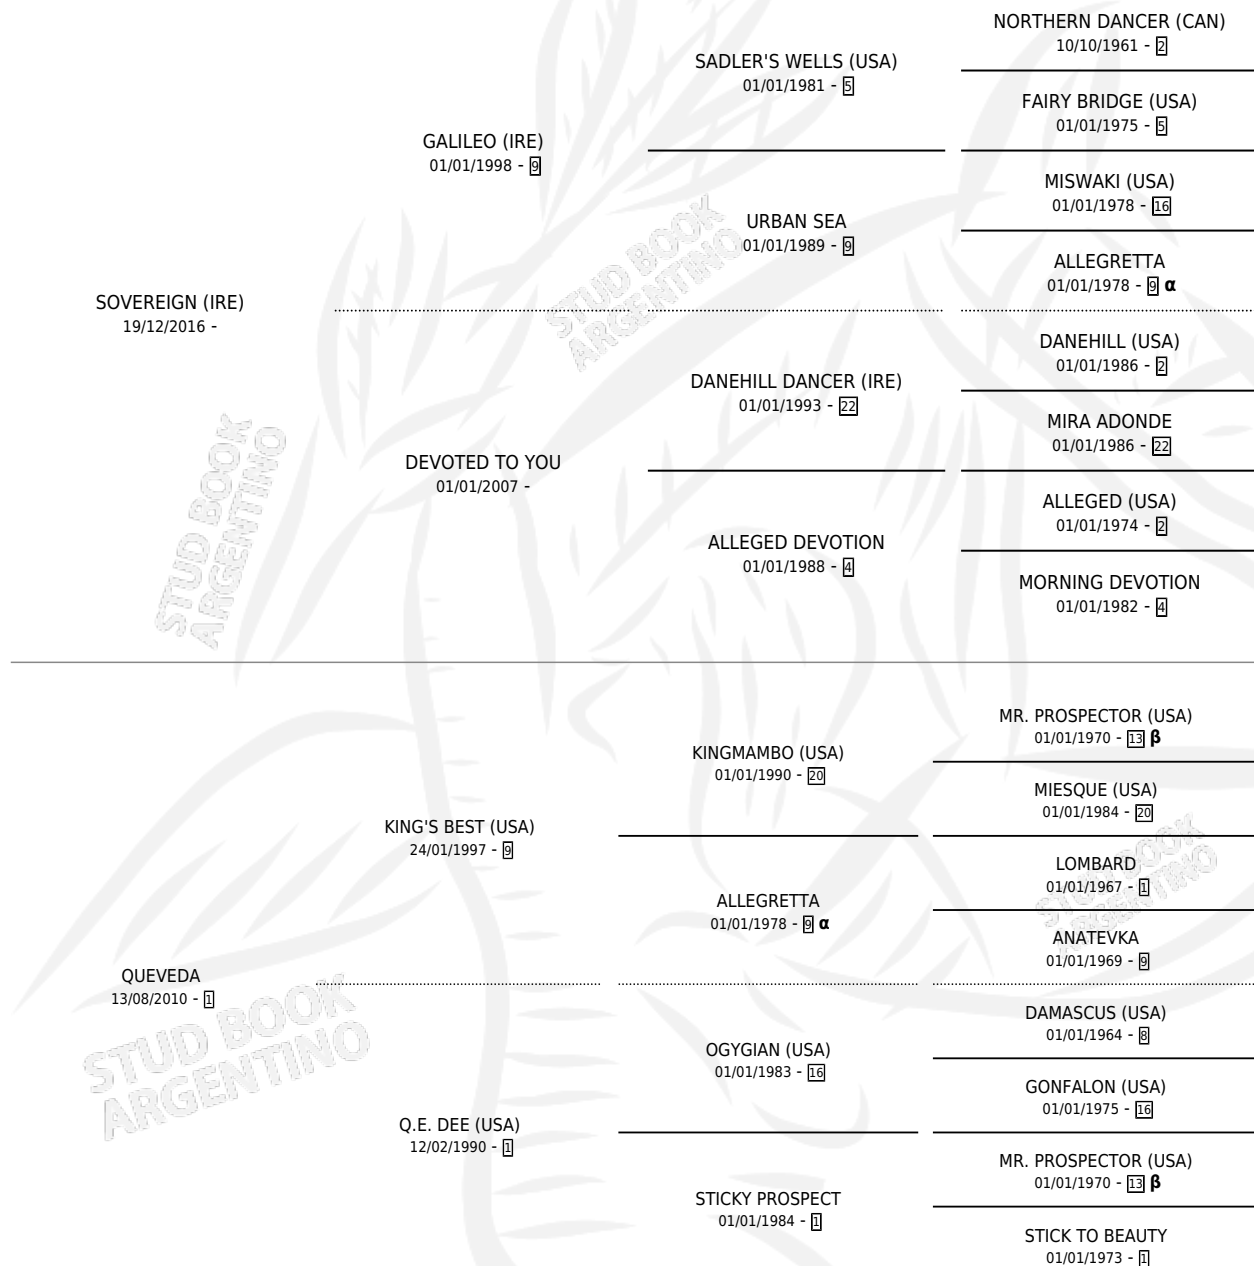 NORTHERN DANCER (CAN)
10/10/1961 - 2
SADLER'S WELLS (USA)
01/01/1981 - 5
FAIRY BRIDGE (USA)
01/01/1975 - 5
GALILEO (IRE)
01/01/1998 - 9
MISWAKI (USA)
01/01/1978 - 16
URBAN SEA
01/01/1989 - 9
ALLEGRETTA
01/01/1978 - 9 α
SOVEREIGN (IRE)
19/12/2016 -
DANEHILL (USA)
01/01/1986 - 2
DANEHILL DANCER (IRE)
01/01/1993 - 22
MIRA ADONDE
01/01/1986 - 22
DEVOTED TO YOU
01/01/2007 -
ALLEGED (USA)
01/01/1974 - 2
ALLEGED DEVOTION
01/01/1988 - 4
MORNING DEVOTION
01/01/1982 - 4
MR. PROSPECTOR (USA)
01/01/1970 - 13 β
KINGMAMBO (USA)
01/01/1990 - 20
MIESQUE (USA)
01/01/1984 - 20
KING'S BEST (USA)
24/01/1997 - 9
LOMBARD
01/01/1967 - 1
ALLEGRETTA
01/01/1978 - 9 α
ANATEVKA
01/01/1969 - 9
QUEVEDA
13/08/2010 - 1
DAMASCUS (USA)
01/01/1964 - 8
OGYGIAN (USA)
01/01/1983 - 16
GONFALON (USA)
01/01/1975 - 16
Q.E. DEE (USA)
12/02/1990 - 1
MR. PROSPECTOR (USA)
01/01/1970 - 13 β
STICKY PROSPECT
01/01/1984 - 1
STICK TO BEAUTY
01/01/1973 - 1
STUD BOOK
ARGENTINO
STUD BOOK
ARGENTINO
STUD BOOK
ARGENTINO
STUD BOOK
ARGENTINO